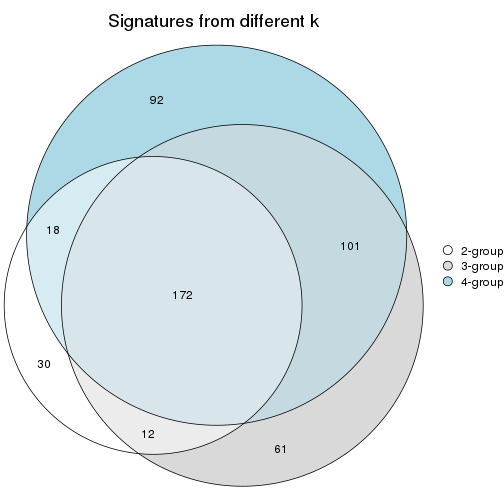 Signatures from different k
92
18
101
2-group
3-group
4-group
172
30
12
61